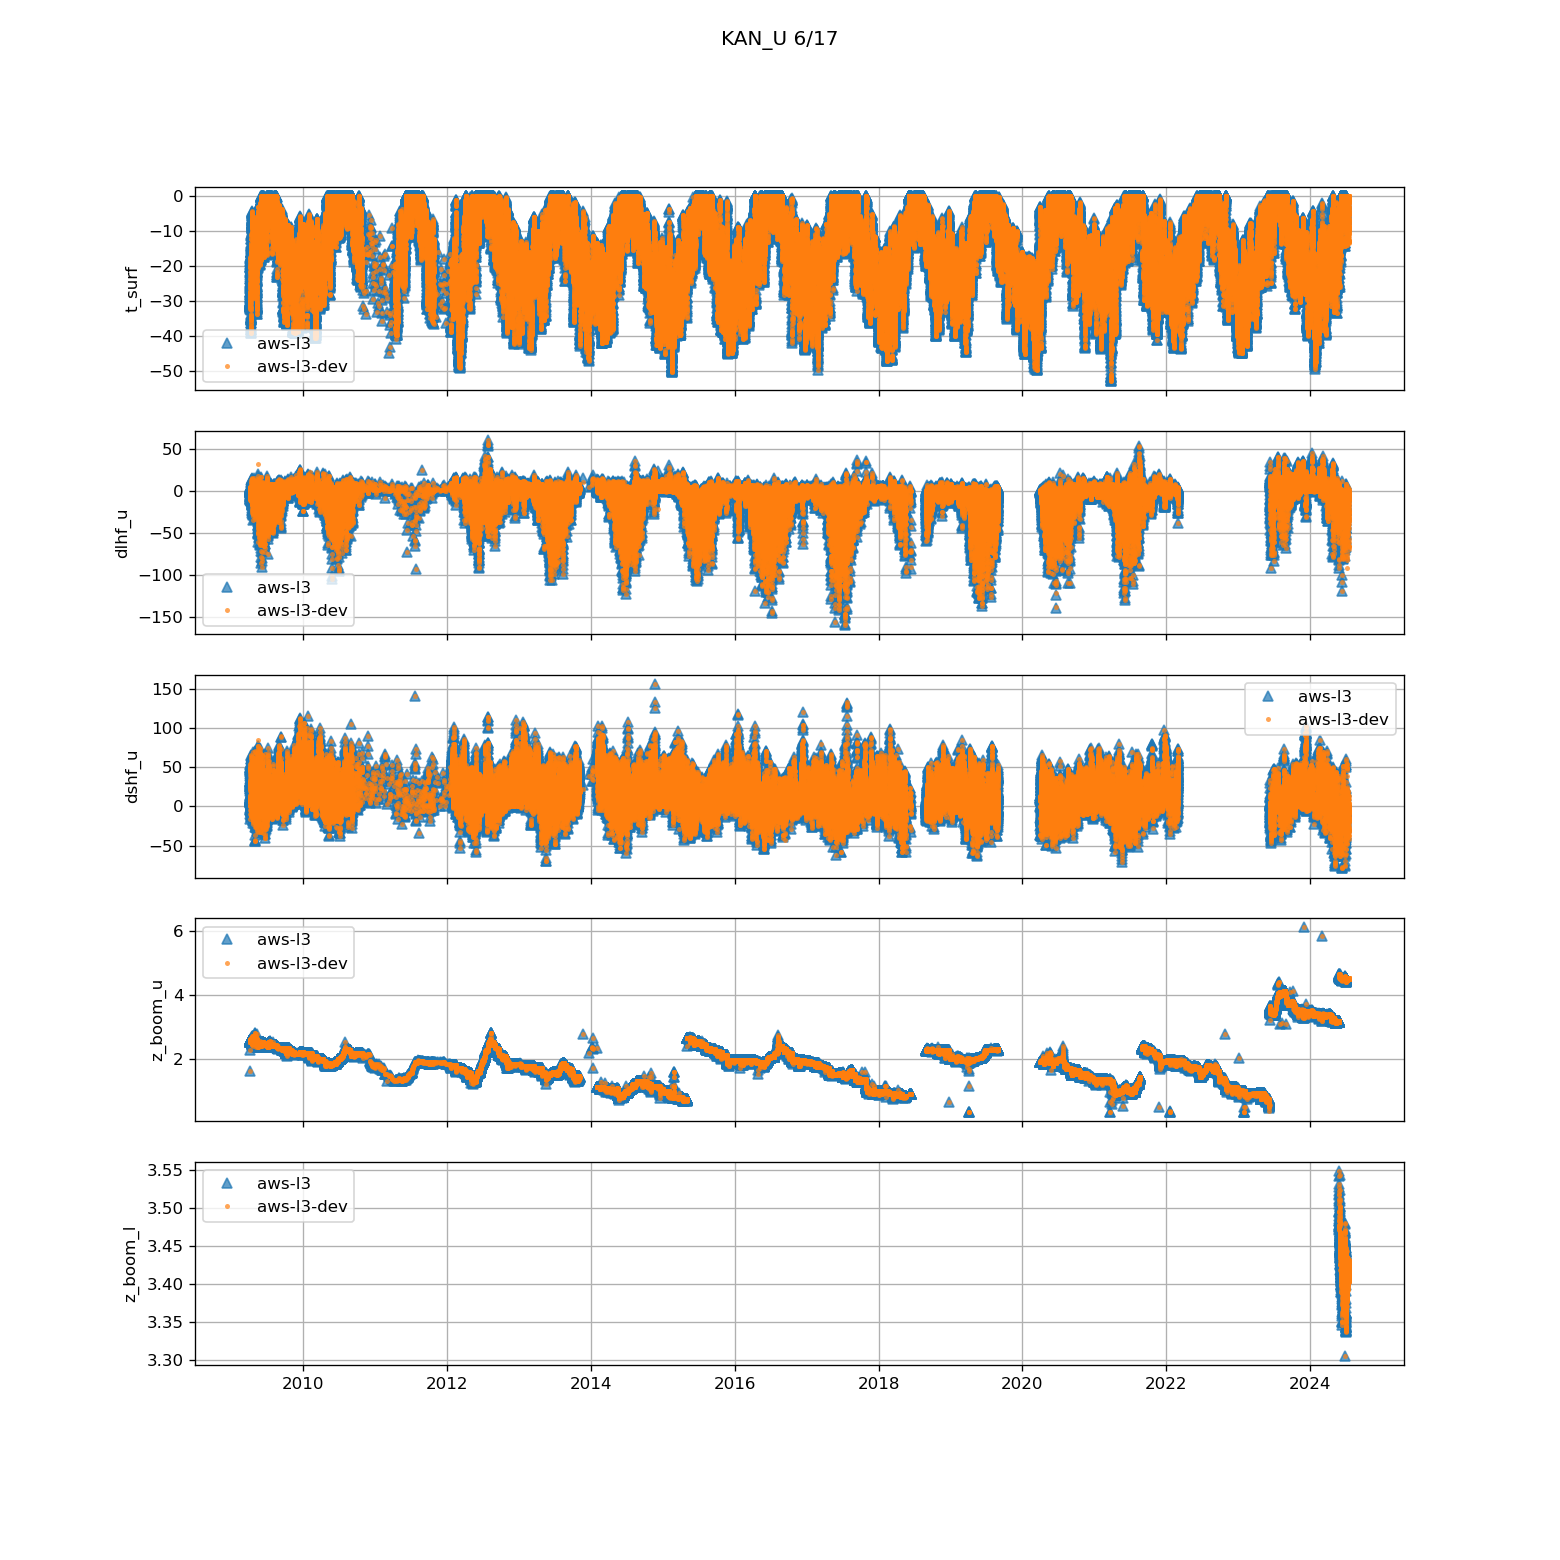 KAN_U 6/17
t_surf
0
−10
−20
−30
−40
−50
aws-l3
aws-l3-dev
dlhf_u
50
0
−50
−100
−150
aws-l3
aws-l3-dev
dshf_u
150
100
50
0
−50
aws-l3
aws-l3-dev
z_boom_u
6
4
2
aws-l3
aws-l3-dev
z_boom_l
3.55
3.50
3.45
3.40
3.35
3.30
aws-l3
aws-l3-dev
2010 2012 2014 2016 2018 2020 2022 2024